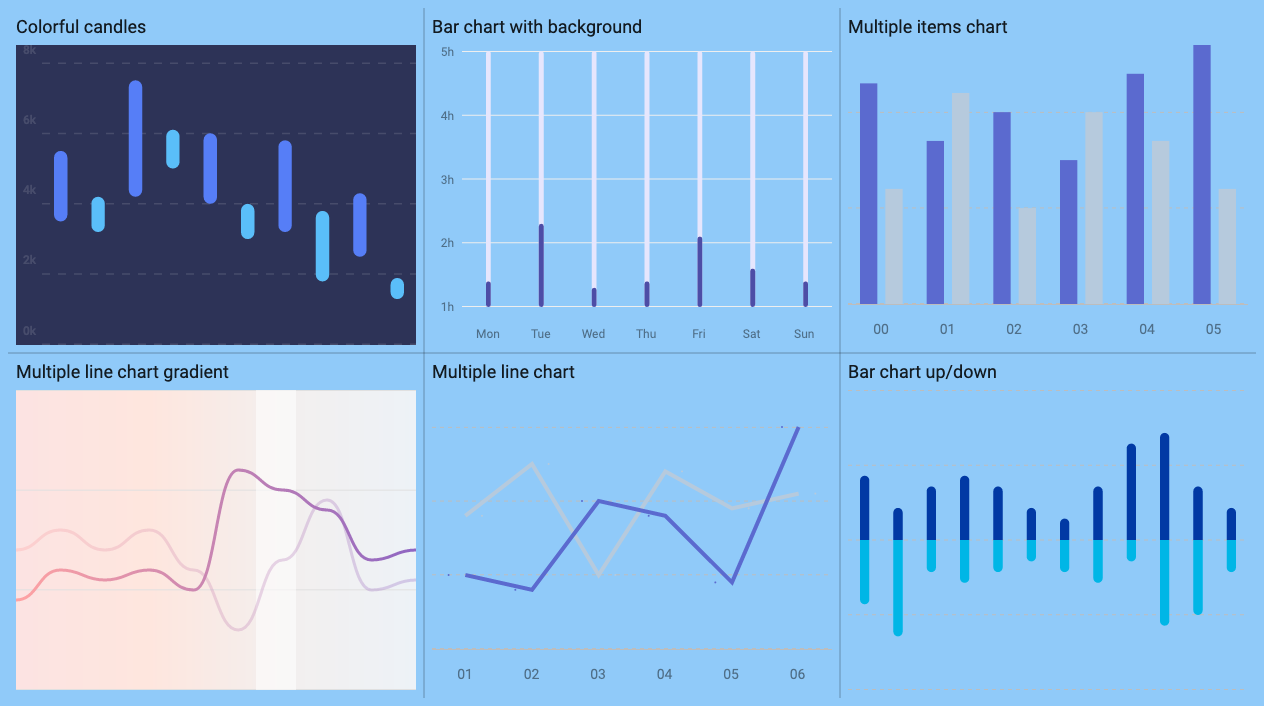 Colorful candles
8k
6k
4k
2k
0k
Bar chart with background
5h
4h
3h
2h
1h
Mon Tue Wed Thu Fri Sat Sun
Multiple items chart
00 01 02 03 04 05
Multiple line chart gradient
Multiple line chart
01 02 03 04 05 06
Bar chart up/down